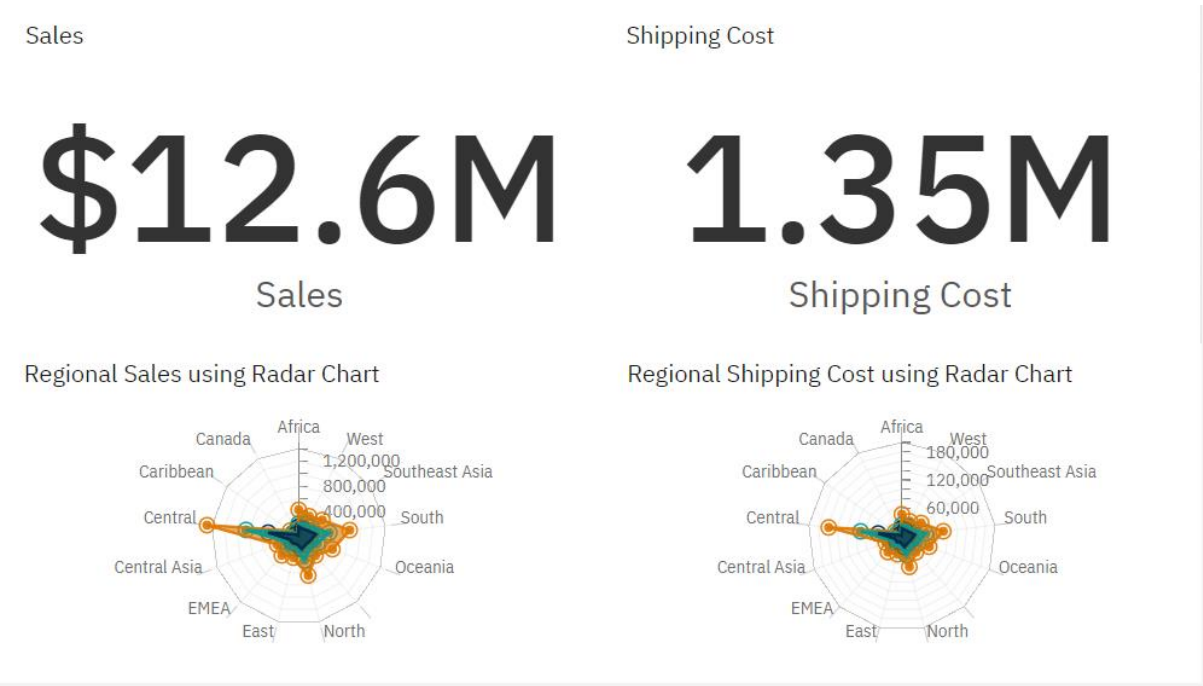 Sales
Shipping Cost
$12.6M
1.35M
Sales
Shipping Cost
Regional Sales using Radar Chart
Regional Shipping Cost using Radar Chart
Africa
Canada
West
1,200,000
Caribbean
Southeast Asia
800,000
400,000
Central
South
Central Asia
Oceania
EMEA
East
North
Africa
Canada
West
180,000
Caribbean
Southeast Asia
120,000
60,000
Central
South
Central Asia
Oceania
EMEA
East
North